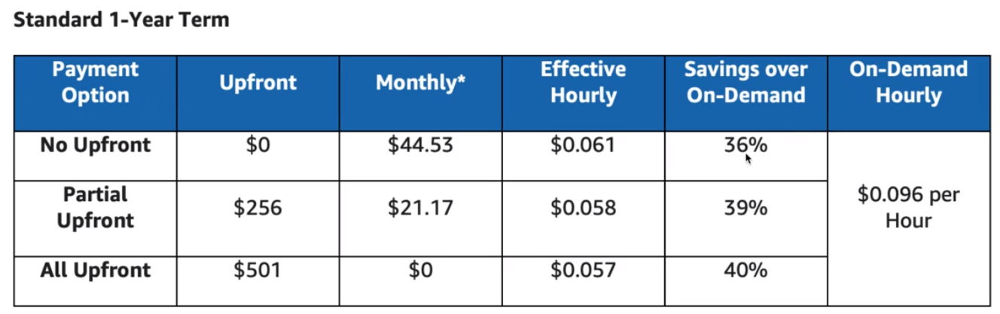 Standard 1-Year Term
Payment
Option
Upfront
Monthly*
Effective
Hourly
Savings over
On-Demand
On-Demand
Hourly
No Upfront
$0
$44.53
$0.061
36%
Partial
Upfront
$256
$21.17
$0.058
39%
$0.096 per
Hour
All Upfront
$501
$0
$0.057
40%